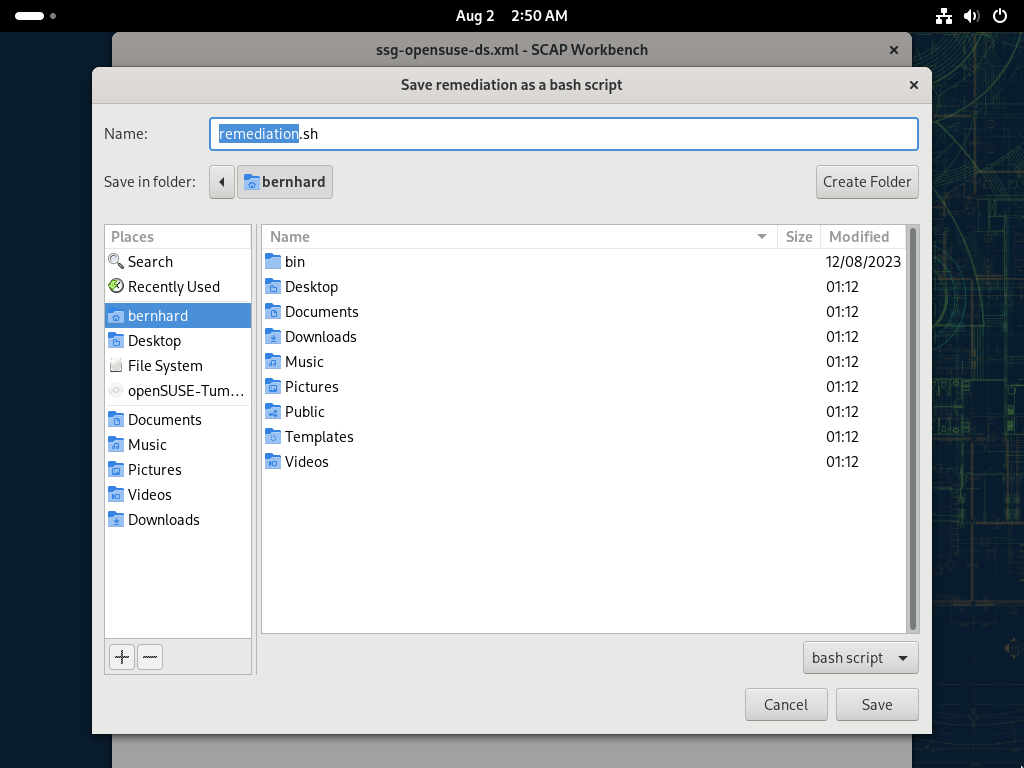 Aug 2 2:50 AM
ssg-opensuse-ds.xml - SCAP Workbench
Save remediation as a bash script
Name: remediation.sh
Save in folder: bernhard Create Folder
Places
Search
Recently Used
bernhard
Desktop
File System
openSUSE-Tum…
Documents
Music
Pictures
Videos
Downloads
Name Size Modified
bin 12/08/2023
Desktop 01:12
Documents 01:12
Downloads 01:12
Music 01:12
Pictures 01:12
Public 01:12
Templates 01:12
Videos 01:12
bash script
Cancel Save